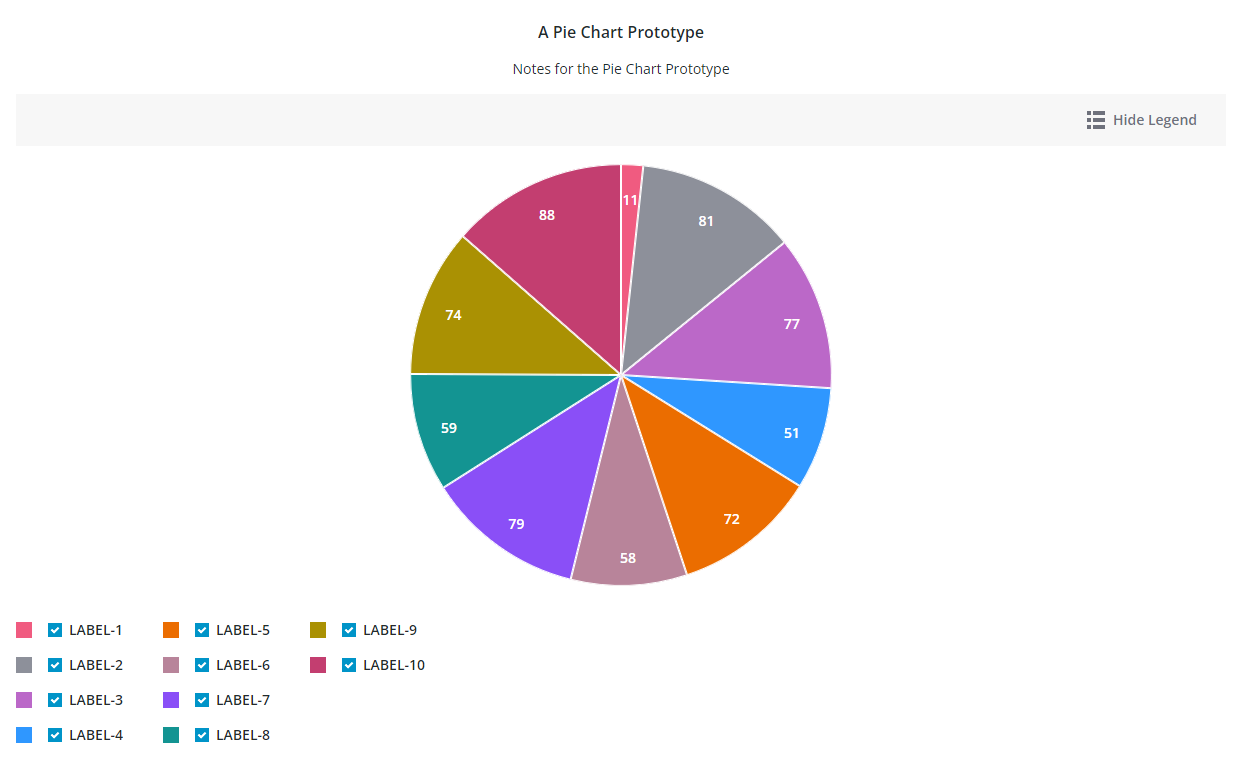 A Pie Chart Prototype
Notes for the Pie Chart Prototype
Hide Legend
88
11
81
74
77
59
51
79
72
58
LABEL-1
LABEL-5
LABEL-9
LABEL-2
LABEL-6
LABEL-10
LABEL-3
LABEL-7
LABEL-4
LABEL-8